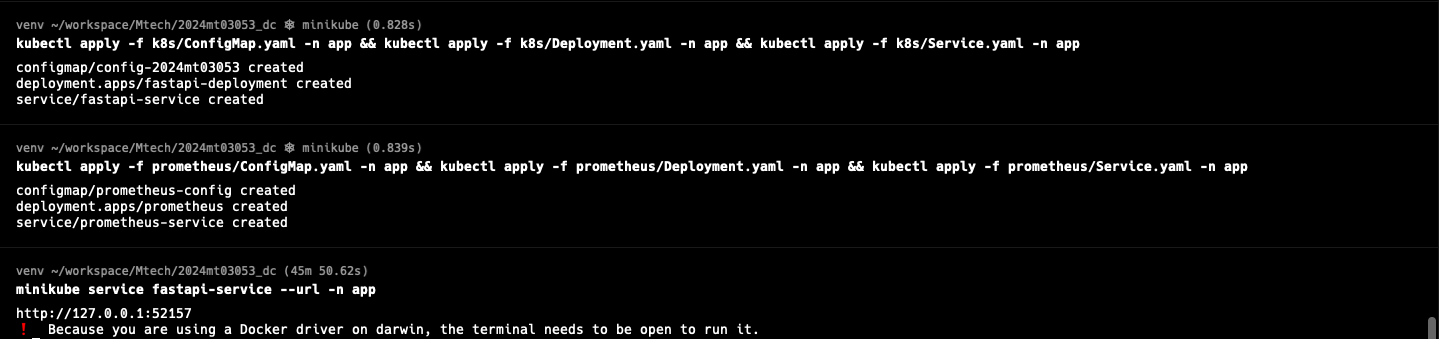 venv ~/workspace/Mtech/2024mt03053_dc ⎈ minikube (0.828s)
kubectl apply -f k8s/ConfigMap.yaml -n app && kubectl apply -f k8s/Deployment.yaml -n app && kubectl apply -f k8s/Service.yaml -n app
configmap/config-2024mt03053 created
deployment.apps/fastapi-deployment created
service/fastapi-service created
venv ~/workspace/Mtech/2024mt03053_dc ⎈ minikube (0.839s)
kubectl apply -f prometheus/ConfigMap.yaml -n app && kubectl apply -f prometheus/Deployment.yaml -n app && kubectl apply -f prometheus/Service.yaml -n app
configmap/prometheus-config created
deployment.apps/prometheus created
service/prometheus-service created
venv ~/workspace/Mtech/2024mt03053_dc (45m 50.62s)
minikube service fastapi-service --url -n app
http://127.0.0.1:52157
❗  Because you are using a Docker driver on darwin, the terminal needs to be open to run it.